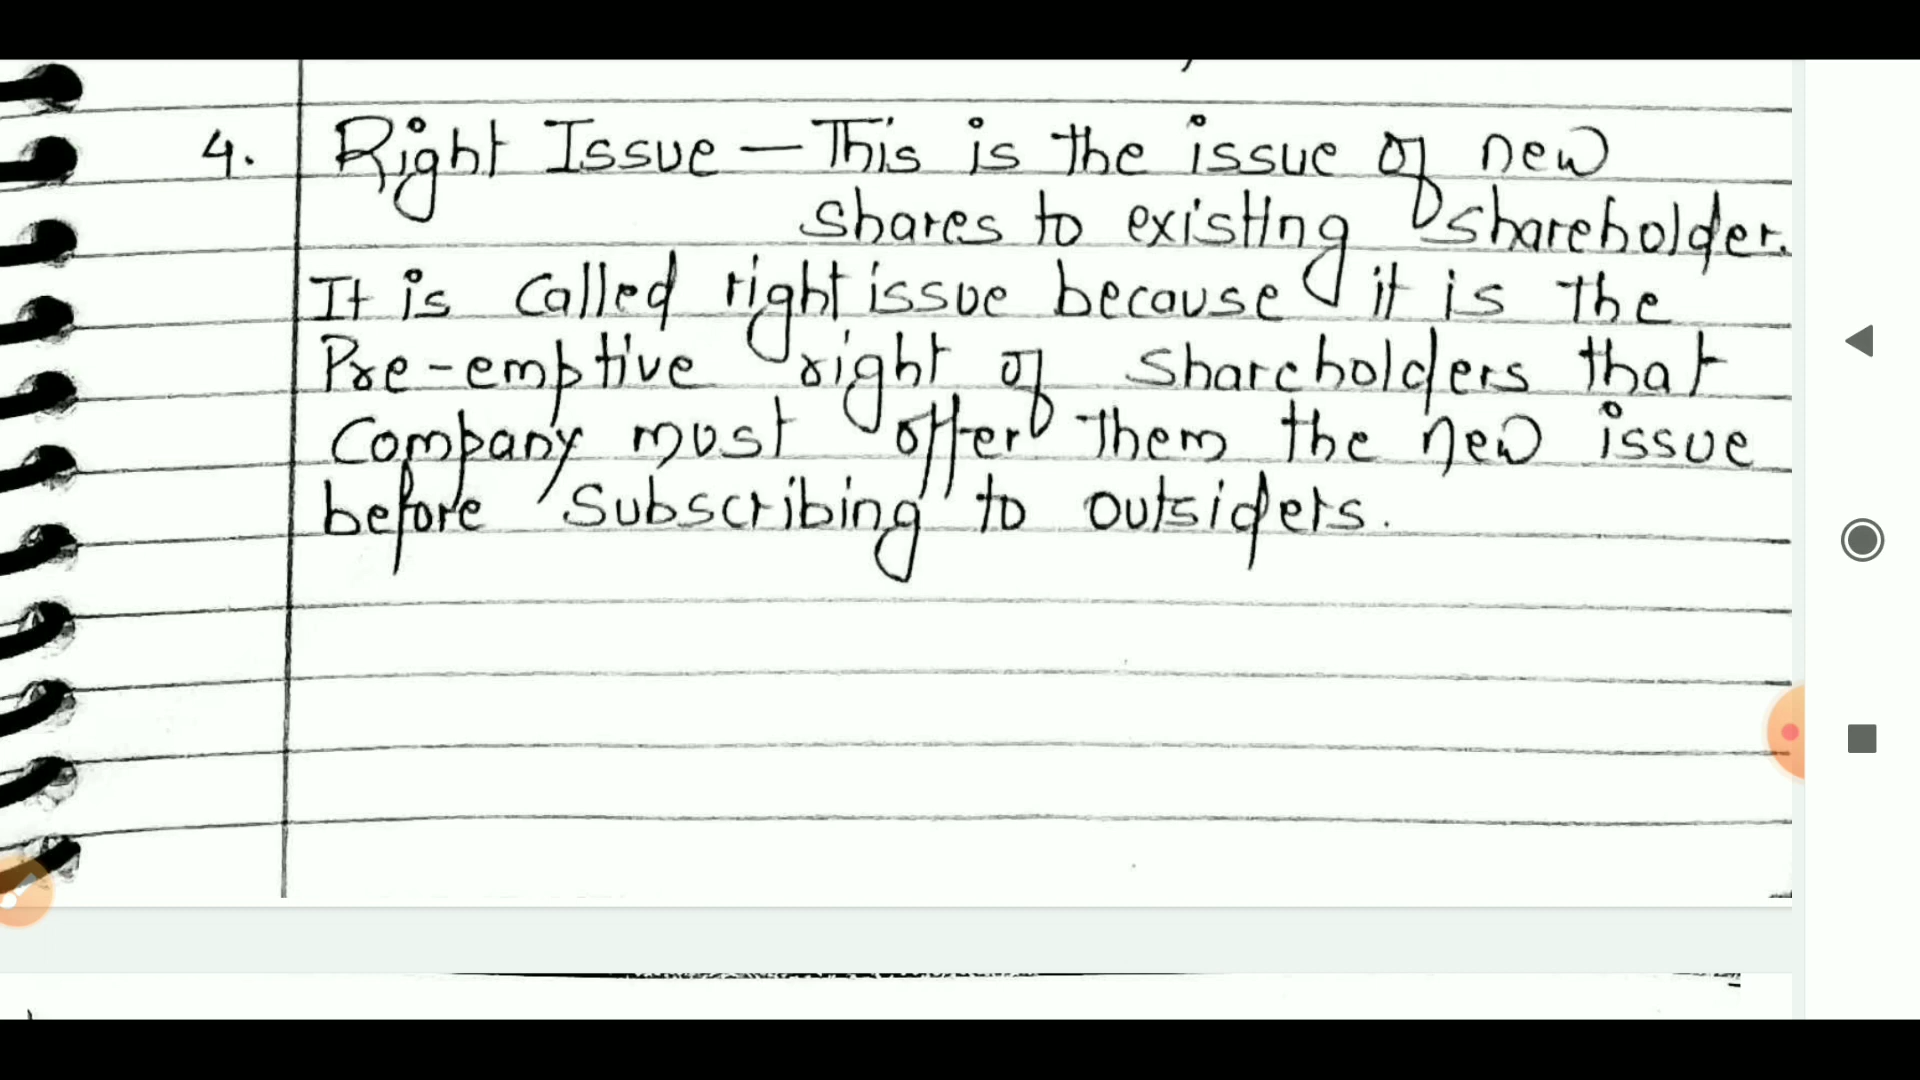 4. Right Issue - This is the issue of new
shares to existing shareholder.
It is called right issue because it is the
Pre-emptive right of shareholders that
Company must offer them the new issue
before subscribing to outsiders.